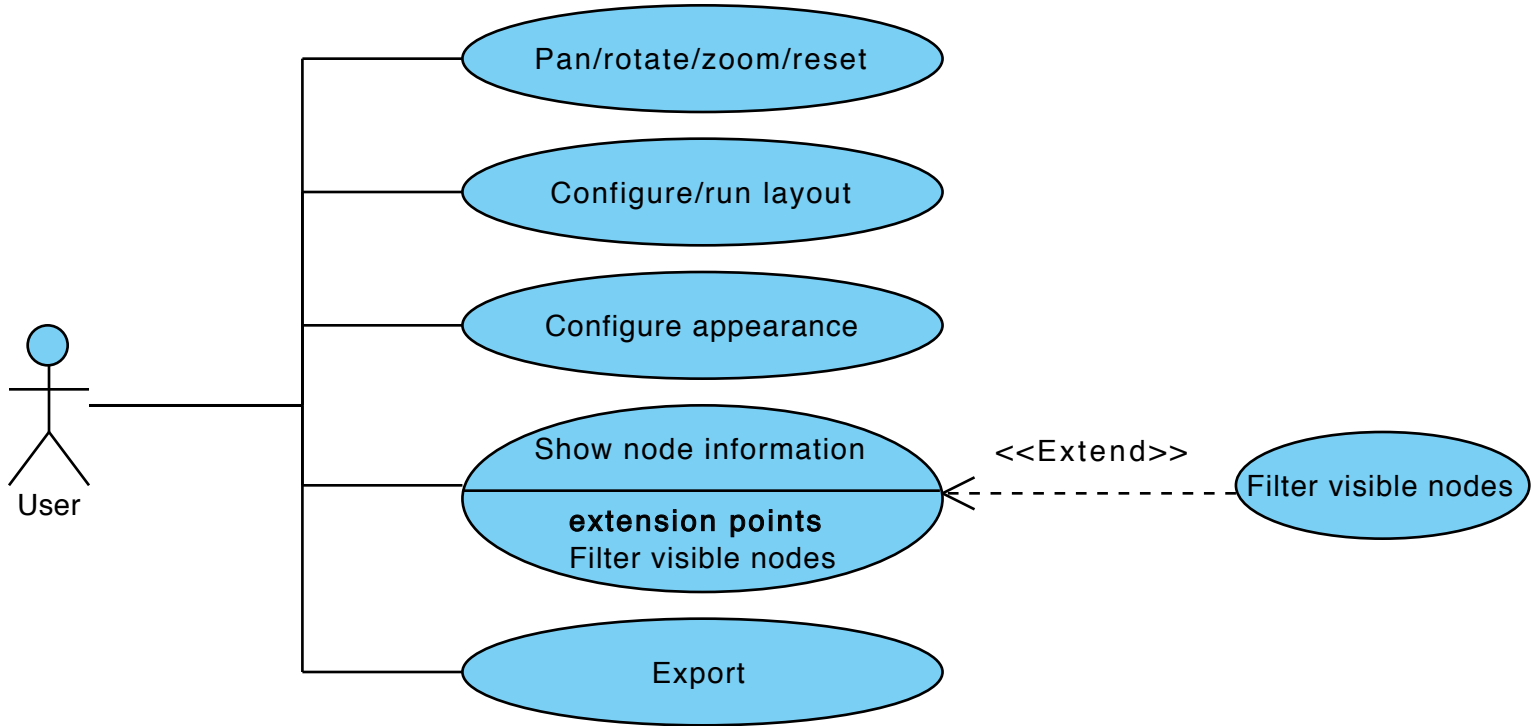 Pan/rotate/zoom/reset
Configure/run layout
Configure appearance
User
Show node information
extension points
Filter visible nodes
<<Extend>>
Filter visible nodes
Export